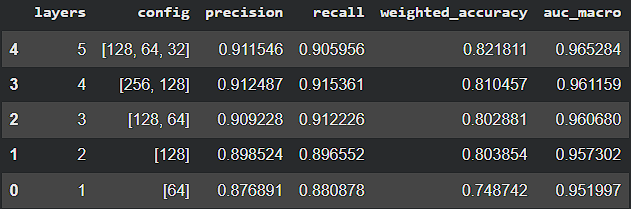 layers config precision recall weighted_accuracy auc_macro
4 5 [128, 64, 32] 0.911546 0.905956 0.821811 0.965284
3 4 [256, 128] 0.912487 0.915361 0.810457 0.961159
2 3 [128, 64] 0.909228 0.912226 0.802881 0.960680
1 2 [128] 0.898524 0.896552 0.803854 0.957302
0 1 [64] 0.876891 0.880878 0.748742 0.951997